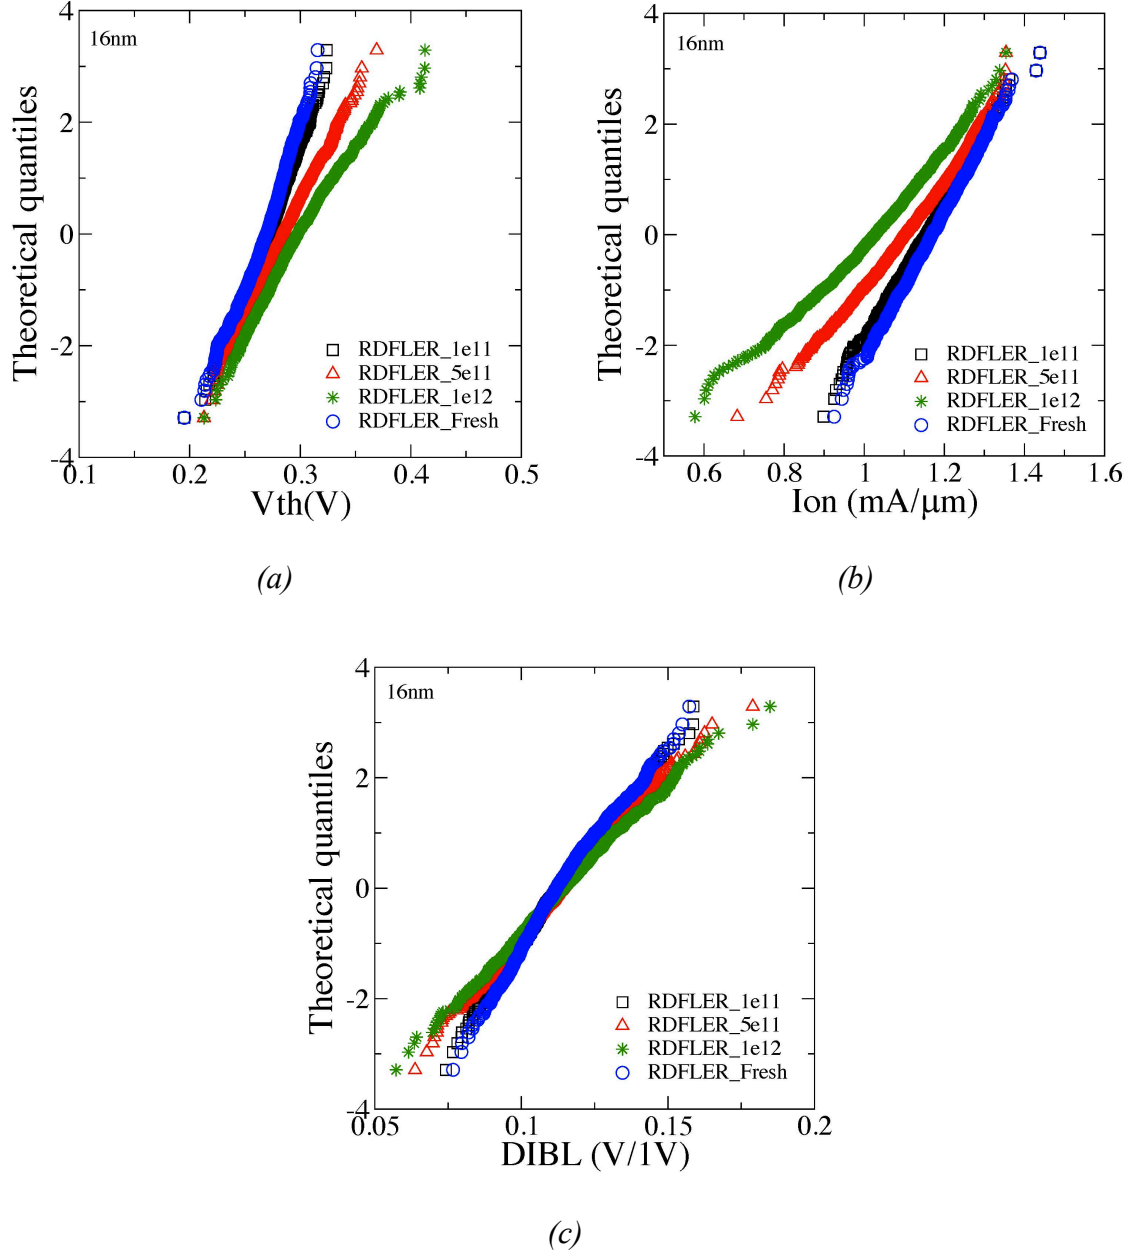 4
2
0
-2
-4
Theoretical quantiles
16nm
RDFLER_1e11
RDFLER_5e11
RDFLER_1e12
RDFLER_Fresh
0.1 0.2 0.3 0.4 0.5
Vth(V)
(a)
4
2
0
-2
-4
Theoretical quantiles
16nm
RDFLER_1e11
RDFLER_5e11
RDFLER_1e12
RDFLER_Fresh
0.6 0.8 1 1.2 1.4 1.6
Ion (mA/μm)
(b)
4
2
0
-2
-4
Theoretical quantiles
16nm
RDFLER_1e11
RDFLER_5e11
RDFLER_1e12
RDFLER_Fresh
0.05 0.1 0.15 0.2
DIBL (V/1V)
(c)